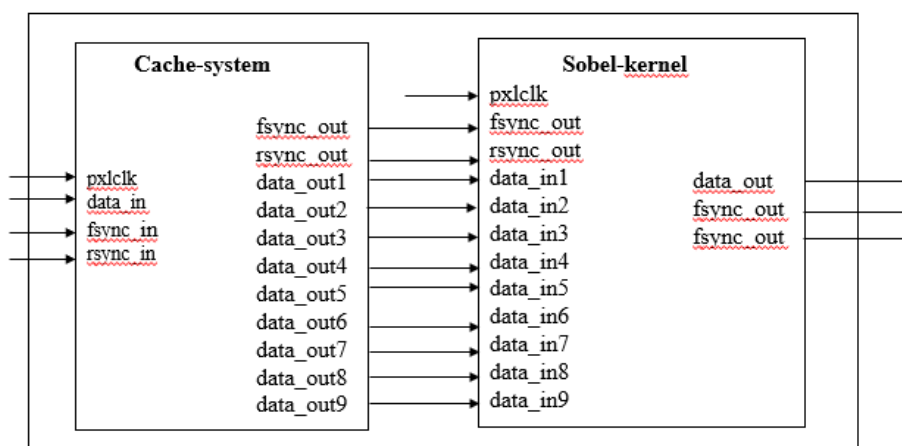 Cache-system
fsync_out
rsync_out
pxlclk
data_in
fsync_in
rsync_in
data_out1
data_out2
data_out3
data_out4
data_out5
data_out6
data_out7
data_out8
data_out9
Sobel-kernel
pxlclk
fsync_out
rsync_out
data_in1
data_in2
data_in3
data_in4
data_in5
data_in6
data_in7
data_in8
data_in9
data_out
fsync_out
fsync_out